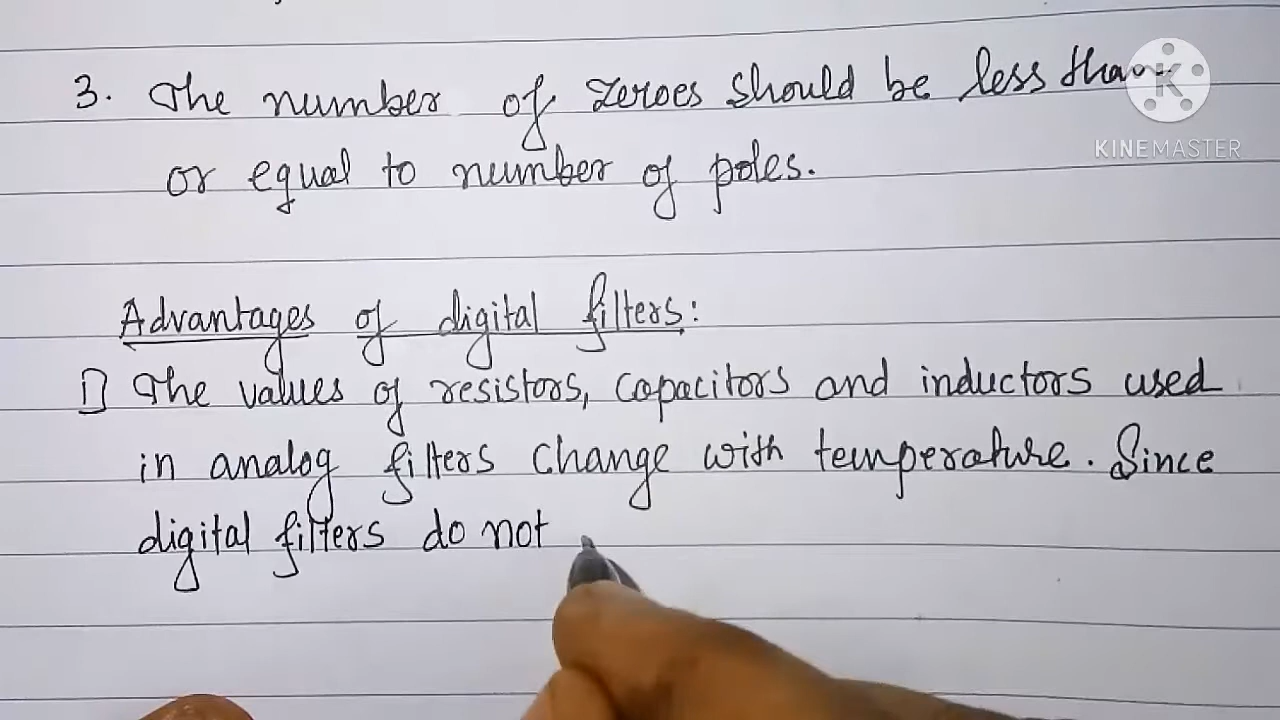 3. The number of zeroes should be less than
or equal to number of poles.
KINEMASTER
Advantages of digital filters:
1] The values of resistors, capacitors and inductors used
in analog filters change with temperature. Since
digital filters do not